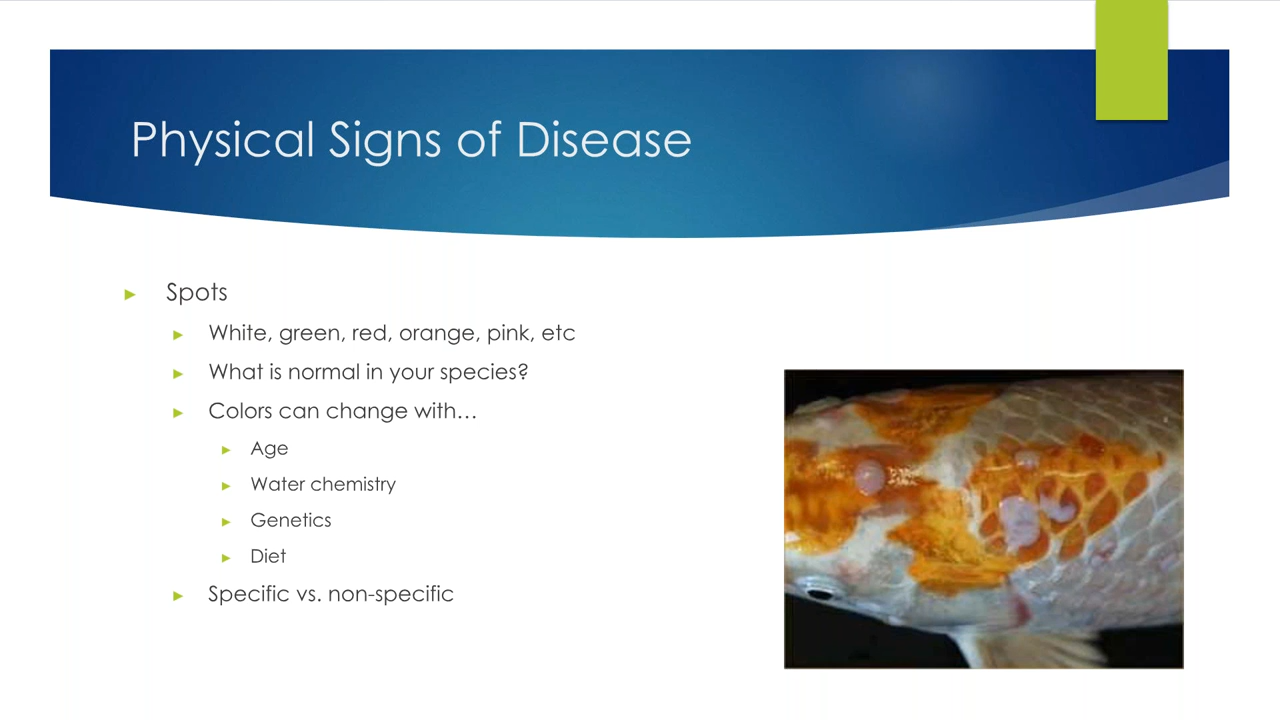 Physical Signs of Disease
Spots
White, green, red, orange, pink, etc
What is normal in your species?
Colors can change with…
Age
Water chemistry
Genetics
Diet
Specific vs. non-specific